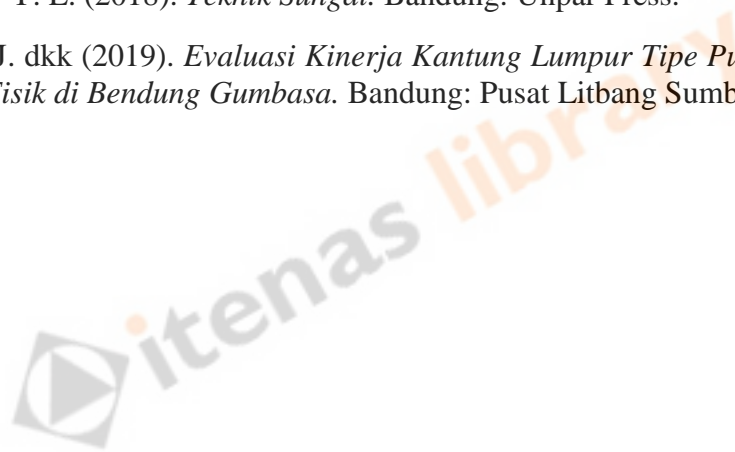 (2018). Teknik Sungai. Bandung: Unpar Press.
J. dkk (2019). Evaluasi Kinerja Kantung Lumpur Tipe Pu
Fisik di Bendung Gumbasa. Bandung: Pusat Litbang Sumb
itenas library